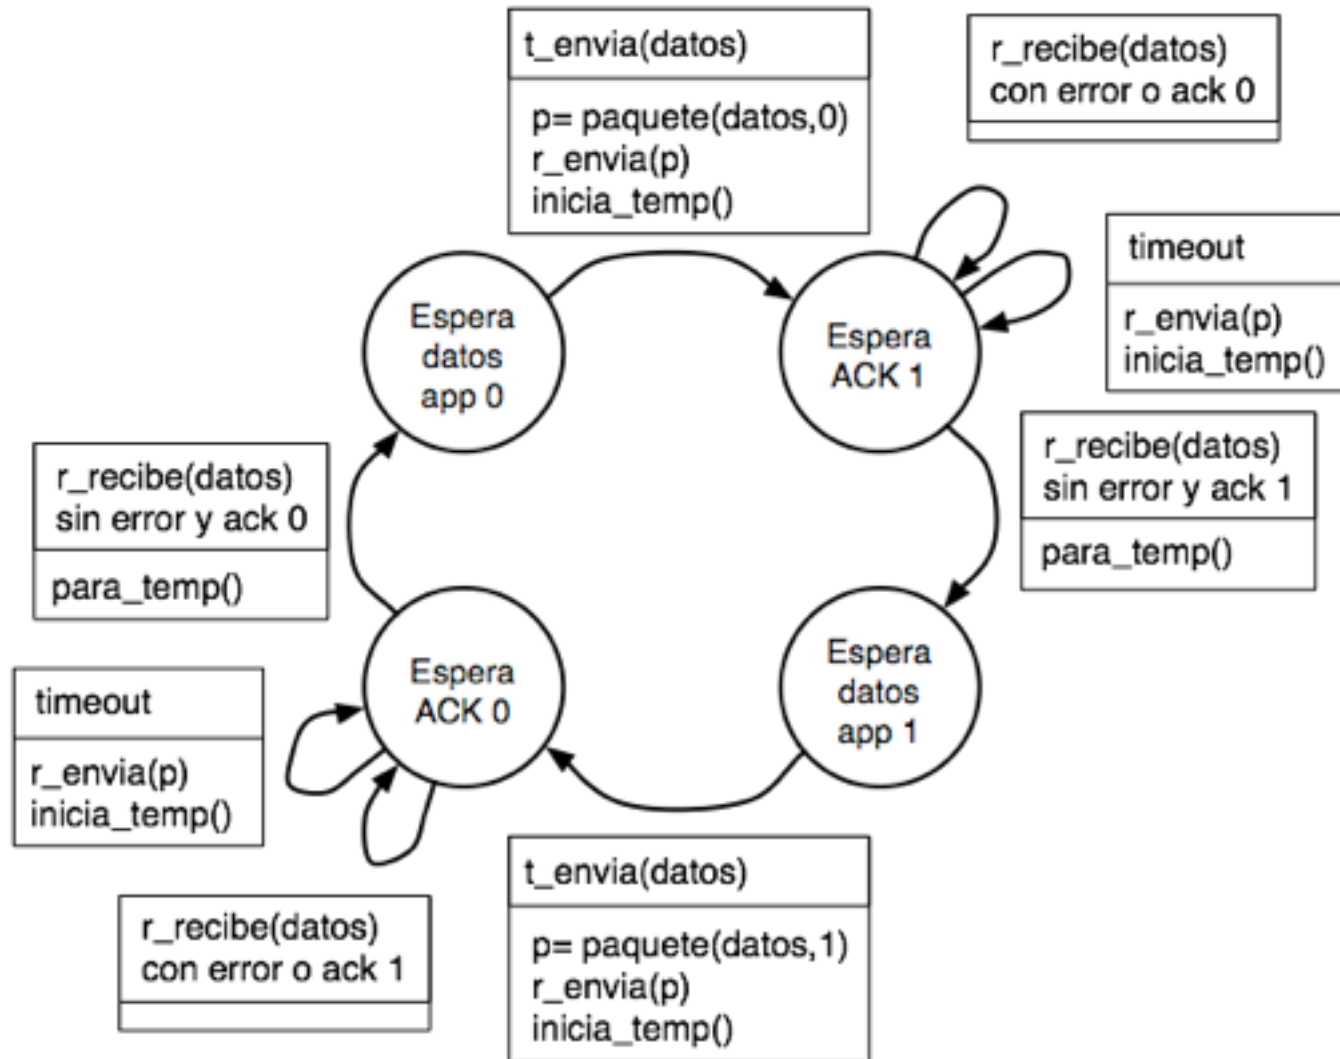 t_envia(datos)
p= paquete(datos,0)
r_envia(p)
inicia_temp()
r_recibe(datos)
con error o ack 0
timeout
r_envia(p)
inicia_temp()
Espera
datos
app 0
Espera
ACK 1
r_recibe(datos)
sin error y ack 0
para_temp()
r_recibe(datos)
sin error y ack 1
para_temp()
Espera
ACK 0
Espera
datos
app 1
timeout
r_envia(p)
inicia_temp()
r_recibe(datos)
con error o ack 1
t_envia(datos)
p= paquete(datos,1)
r_envia(p)
inicia_temp()